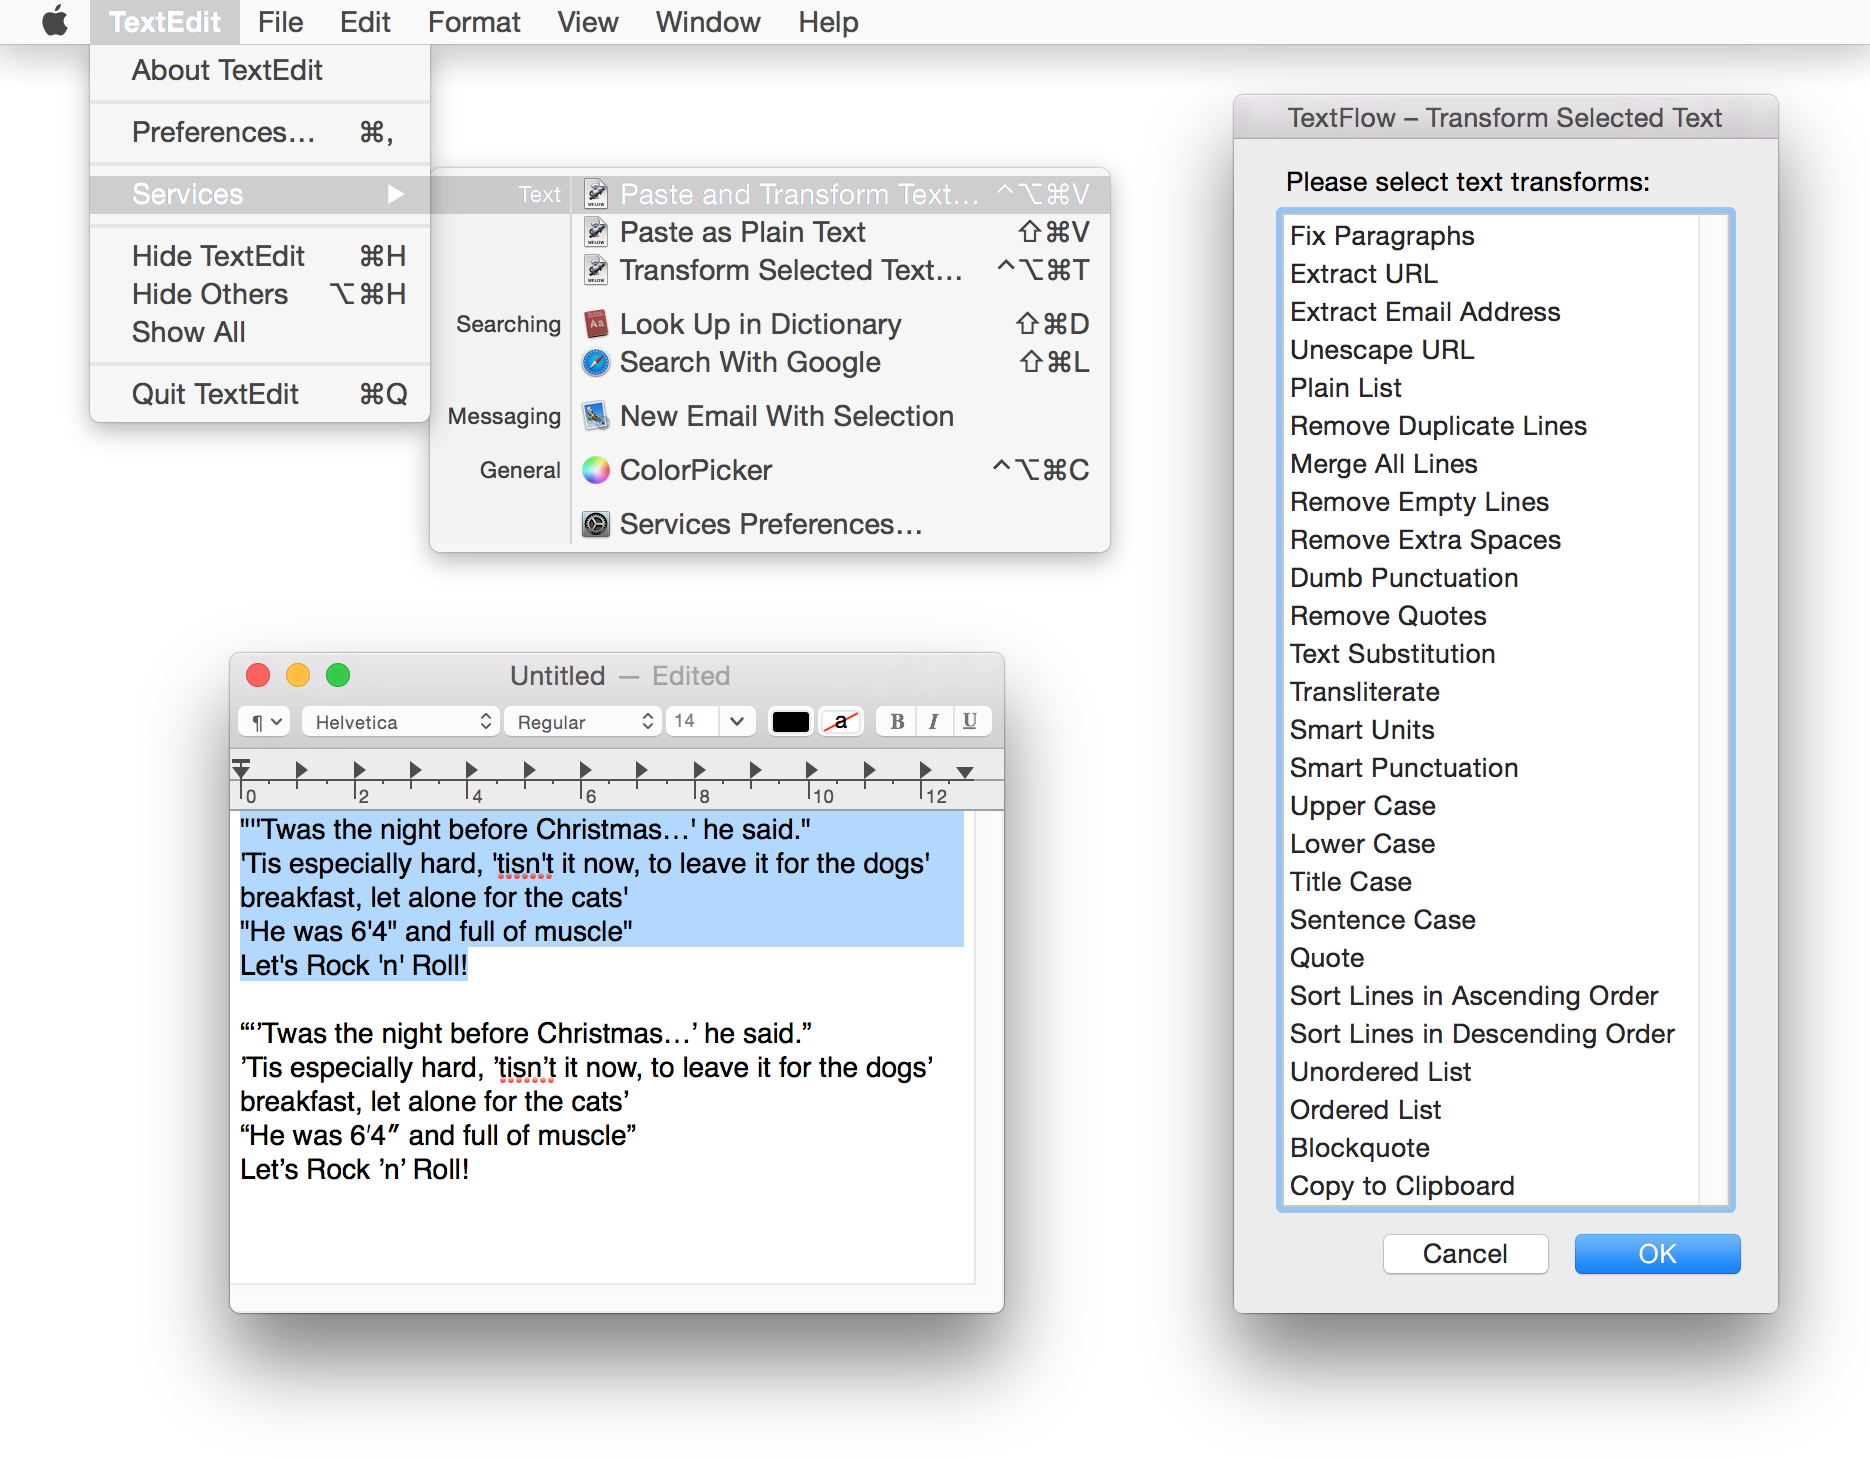 TextEdit File Edit Format View Window Help
About TextEdit
Preferences… ⌘,
Services ▶
Hide TextEdit ⌘H
Hide Others ⌥⌘H
Show All
Quit TextEdit ⌘Q
Text Paste and Transform Text… ^⌥⌘V
Paste as Plain Text ⇧⌘V
Transform Selected Text… ^⌥⌘T
Searching Look Up in Dictionary ⇧⌘D
Search With Google ⇧⌘L
Messaging New Email With Selection
General ColorPicker ^⌥⌘C
Services Preferences…
Untitled — Edited
¶ Helvetica Regular 14 a B I U
0 2 4 6 8 10 12
"''Twas the night before Christmas…' he said."
'Tis especially hard, 'tisn't it now, to leave it for the dogs'
breakfast, let alone for the cats'
"He was 6'4" and full of muscle"
Let's Rock 'n' Roll!
“‘’Twas the night before Christmas…’ he said.”
’Tis especially hard, ’tisn’t it now, to leave it for the dogs’
breakfast, let alone for the cats’
“He was 6′4″ and full of muscle”
Let’s Rock ’n’ Roll!
TextFlow – Transform Selected Text
Please select text transforms:
Fix Paragraphs
Extract URL
Extract Email Address
Unescape URL
Plain List
Remove Duplicate Lines
Merge All Lines
Remove Empty Lines
Remove Extra Spaces
Dumb Punctuation
Remove Quotes
Text Substitution
Transliterate
Smart Units
Smart Punctuation
Upper Case
Lower Case
Title Case
Sentence Case
Quote
Sort Lines in Ascending Order
Sort Lines in Descending Order
Unordered List
Ordered List
Blockquote
Copy to Clipboard
Cancel OK